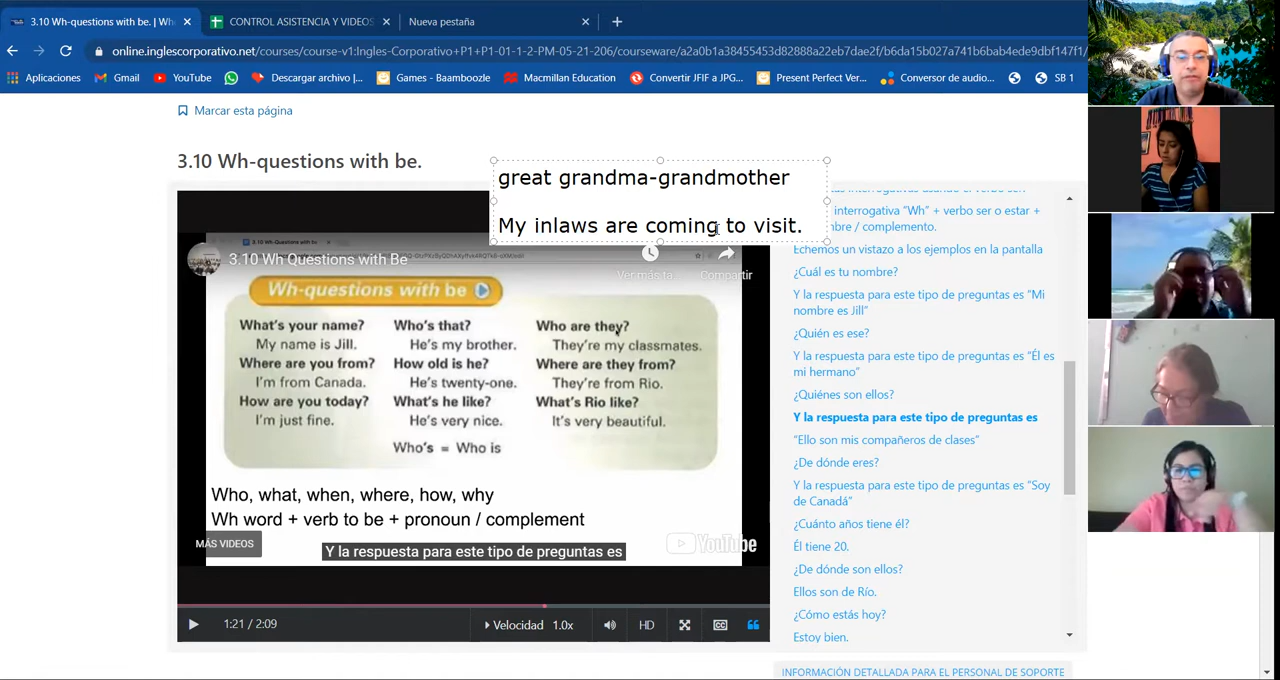 3.10 Wh-questions with be. | Wh
CONTROL ASISTENCIA Y VIDEOS
Nueva pestaña
online.inglescorporativo.net/courses/course-v1:Ingles-Corporativo+P1+P1-01-1-2-PM-05-21-206/courseware/a2a0b1a38455453d82888a22eb7dae2f/b6da15b027a741b6bab4ede9dbf147f1/
Aplicaciones
Gmail
YouTube
Descargar archivo |...
Games - Baamboozle
Macmillan Education
Convertir JFIF a JPG...
Present Perfect Ver...
Conversor de audio...
SB 1
Marcar esta página
3.10 Wh-questions with be.
great grandma-grandmother
My inlaws are coming to visit.
3.10 Wh Questions with Be
Ver más ta
Compartir
Wh-questions with be
What's your name?
My name is Jill.
Where are you from?
I'm from Canada.
How are you today?
I'm just fine.
Who's that?
He's my brother.
How old is he?
He's twenty-one.
What's he like?
He's very nice.
Who's = Who is
Who are they?
They're my classmates.
Where are they from?
They're from Rio.
What's Rio like?
It's very beautiful.
Who, what, when, where, how, why
Wh word + verb to be + pronoun / complement
MÁS VIDEOS
Y la respuesta para este tipo de preguntas es
YouTube
1:21 / 2:09
Velocidad 1.0x
HD
interrogativas usando el verbo ser.
interrogativa "Wh" + verbo ser o estar +
nombre / complemento.
Echemos un vistazo a los ejemplos en la pantalla
¿Cuál es tu nombre?
Y la respuesta para este tipo de preguntas es "Mi
nombre es Jill"
¿Quién es ese?
Y la respuesta para este tipo de preguntas es "Él es
mi hermano"
¿Quiénes son ellos?
Y la respuesta para este tipo de preguntas es
"Ello son mis compañeros de clases"
¿De dónde eres?
Y la respuesta para este tipo de preguntas es "Soy
de Canadá"
¿Cuánto años tiene él?
Él tiene 20.
¿De dónde son ellos?
Ellos son de Río.
¿Cómo estás hoy?
Estoy bien.
INFORMACIÓN DETALLADA PARA EL PERSONAL DE SOPORTE